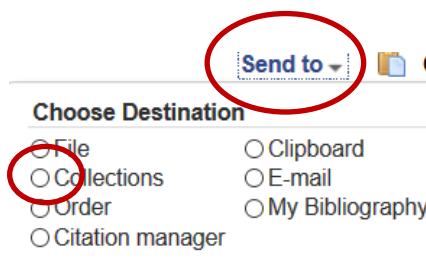 Send to
Choose Destination
File Clipboard
Collections E-mail
Order My Bibliography
Citation manager